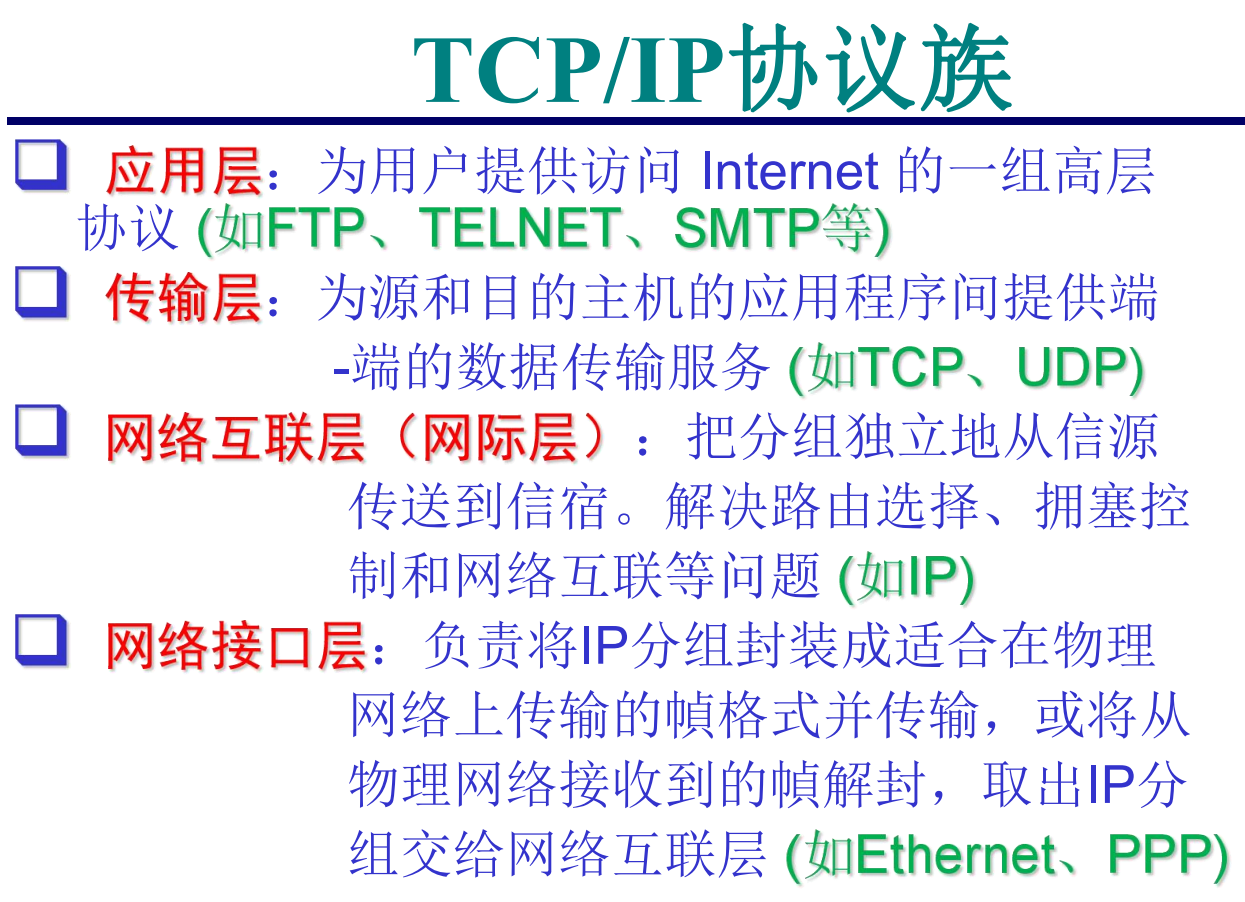 TCP/IP协议族
应用层：为用户提供访问 Internet 的一组高层
协议 (如FTP、TELNET、SMTP等)
传输层：为源和目的主机的应用程序间提供端
-端的数据传输服务 (如TCP、UDP)
网络互联层（网际层）：把分组独立地从信源
传送到信宿。解决路由选择、拥塞控
制和网络互联等问题 (如IP)
网络接口层：负责将IP分组封装成适合在物理
网络上传输的幀格式并传输，或将从
物理网络接收到的幀解封，取出IP分
组交给网络互联层 (如Ethernet、PPP)